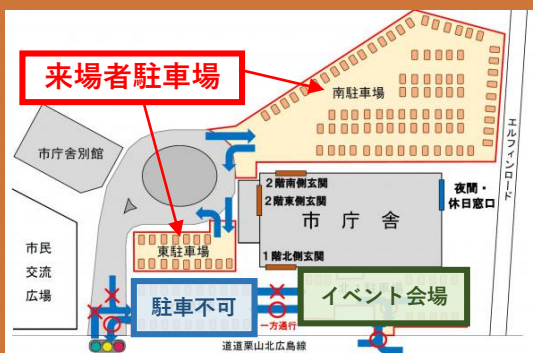 来場者駐車場
南駐車場
エルフィンロード
市庁舎別館
2階南側玄関
2階東側玄関
夜間・
休日窓口
市庁舎
市民
交流
広場
東駐車場
1階北側玄関
駐車不可
イベント会場
一方通行
道道栗山北広島線